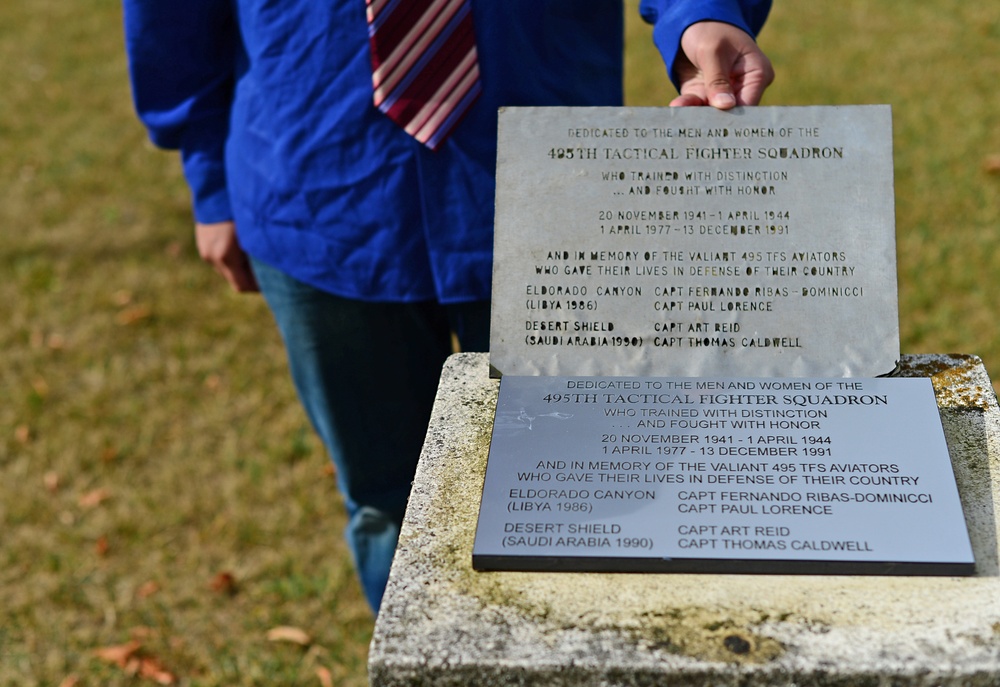 DEDICATED TO THE MEN AND WOMEN OF THE
495TH TACTICAL FIGHTER SQUADRON
WHO TRAINED WITH DISTINCTION
... AND FOUGHT WITH HONOR
20 NOVEMBER 1941 - 1 APRIL 1944
1 APRIL 1977 - 13 DECEMBER 1991
AND IN MEMORY OF THE VALIANT 495 TFS AVIATORS
WHO GAVE THEIR LIVES IN DEFENSE OF THEIR COUNTRY
ELDORADO CANYON CAPT FERNANDO RIBAS-DOMINICCI
(LIBYA 1986) CAPT PAUL LORENCE
DESERT SHIELD CAPT ART REID
(SAUDI ARABIA 1990) CAPT THOMAS CALDWELL
DEDICATED TO THE MEN AND WOMEN OF THE
495TH TACTICAL FIGHTER SQUADRON
WHO TRAINED WITH DISTINCTION
. . . AND FOUGHT WITH HONOR
20 NOVEMBER 1941 - 1 APRIL 1944
1 APRIL 1977 - 13 DECEMBER 1991
AND IN MEMORY OF THE VALIANT 495 TFS AVIATORS
WHO GAVE THEIR LIVES IN DEFENSE OF THEIR COUNTRY
ELDORADO CANYON CAPT FERNANDO RIBAS-DOMINICCI
(LIBYA 1986) CAPT PAUL LORENCE
DESERT SHIELD CAPT ART REID
(SAUDI ARABIA 1990) CAPT THOMAS CALDWELL